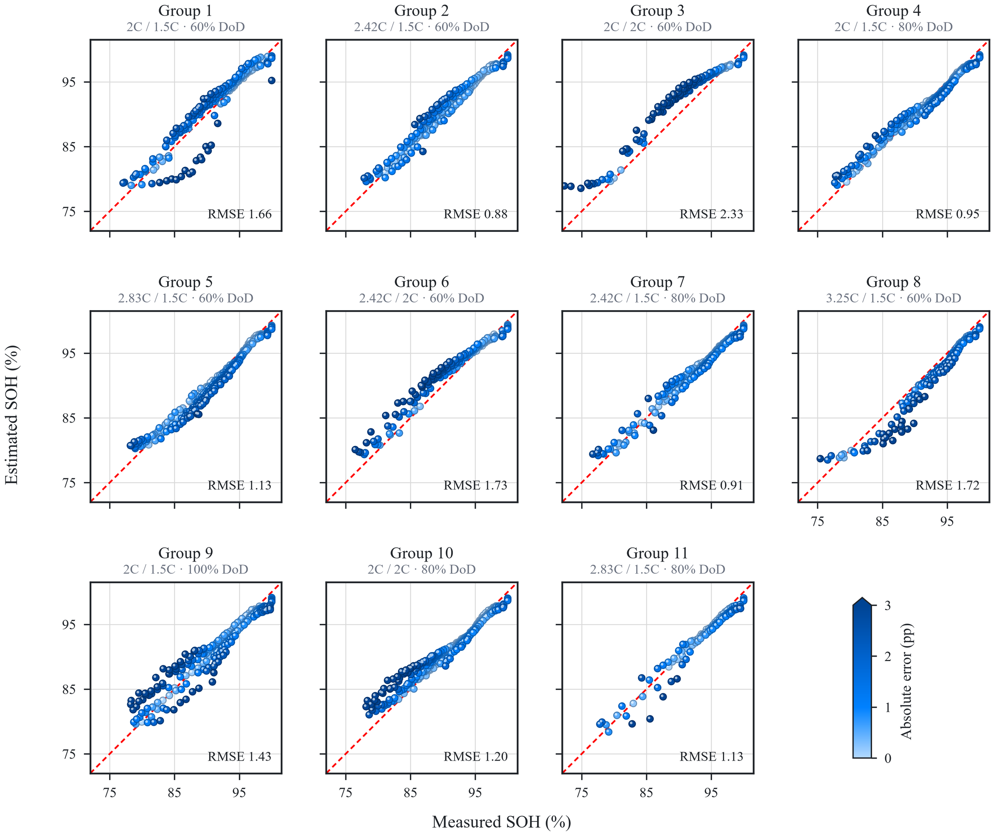 Group 1
2C / 1.5C · 60% DoD
Group 2
2.42C / 1.5C · 60% DoD
Group 3
2C / 2C · 60% DoD
Group 4
2C / 1.5C · 80% DoD
95
85
75
RMSE 1.66
RMSE 0.88
RMSE 2.33
RMSE 0.95
Group 5
2.83C / 1.5C · 60% DoD
Group 6
2.42C / 2C · 60% DoD
Group 7
2.42C / 1.5C · 80% DoD
Group 8
3.25C / 1.5C · 60% DoD
Estimated SOH (%)
95
85
75
RMSE 1.13
RMSE 1.73
RMSE 0.91
RMSE 1.72
75 85 95
Group 9
2C / 1.5C · 100% DoD
Group 10
2C / 2C · 80% DoD
Group 11
2.83C / 1.5C · 80% DoD
95
85
75
RMSE 1.43
RMSE 1.20
RMSE 1.13
75 85 95
75 85 95
75 85 95
3
2
1
0
Absolute error (pp)
Measured SOH (%)